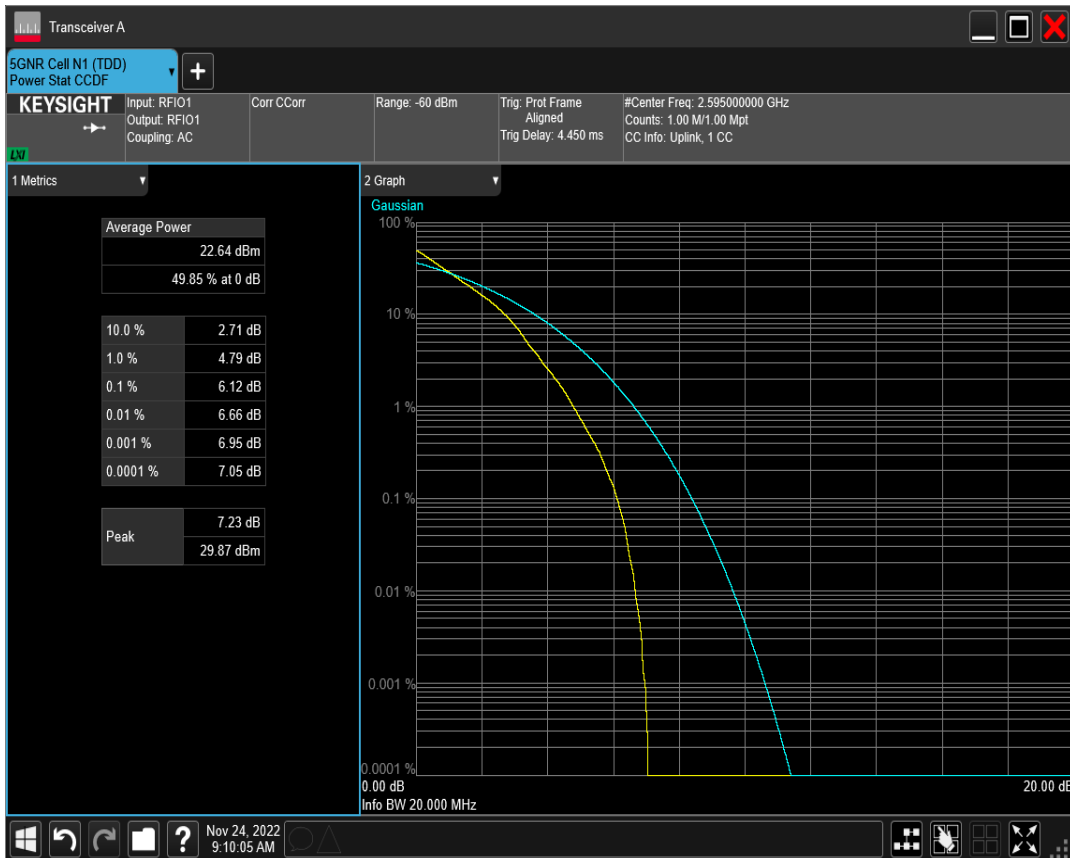 Transceiver A
5GNR Cell N1 (TDD)
Power Stat CCDF
+
KEYSIGHT
LXI
Input: RFIO1
Output: RFIO1
Coupling: AC
Corr CCorr
Range: -60 dBm
Trig: Prot Frame
Aligned
Trig Delay: 4.450 ms
#Center Freq: 2.595000000 GHz
Counts: 1.00 M/1.00 Mpt
CC Info: Uplink, 1 CC
1 Metrics
Average Power
22.64 dBm
49.85 % at 0 dB
10.0 % 2.71 dB
1.0 % 4.79 dB
0.1 % 6.12 dB
0.01 % 6.66 dB
0.001 % 6.95 dB
0.0001 % 7.05 dB
Peak
7.23 dB
29.87 dBm
2 Graph
Gaussian
100 %
10 %
1 %
0.1 %
0.01 %
0.001 %
0.0001 %
0.00 dB 20.00 dB
Info BW 20.000 MHz
?
Nov 24, 2022
9:10:05 AM